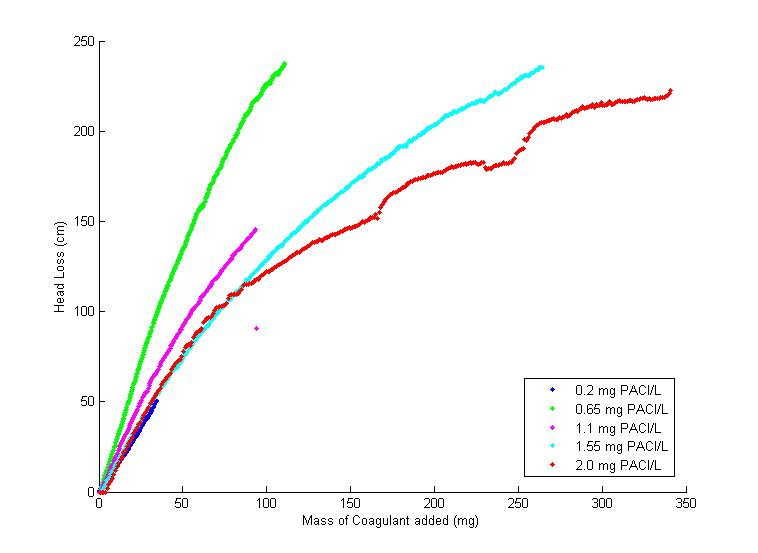 250
200
150
100
50
0
Head Loss (cm)
0 50 100 150 200 250 300 350
Mass of Coagulant added (mg)
0.2 mg PACl/L
0.65 mg PACl/L
1.1 mg PACl/L
1.55 mg PACl/L
2.0 mg PACl/L